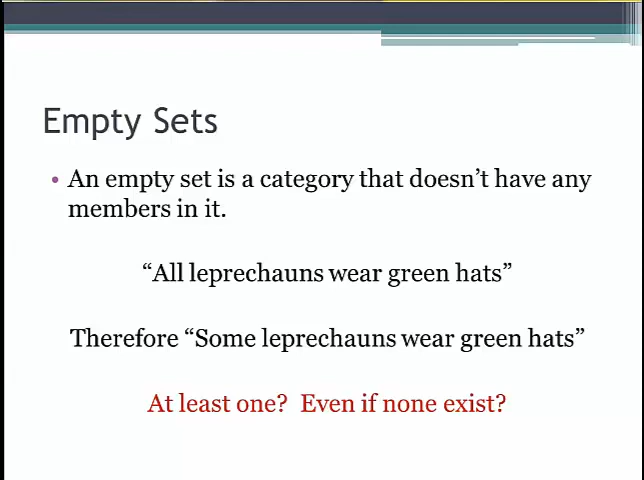 Empty Sets
• An empty set is a category that doesn’t have any
members in it.
“All leprechauns wear green hats”
Therefore “Some leprechauns wear green hats”
At least one?  Even if none exist?